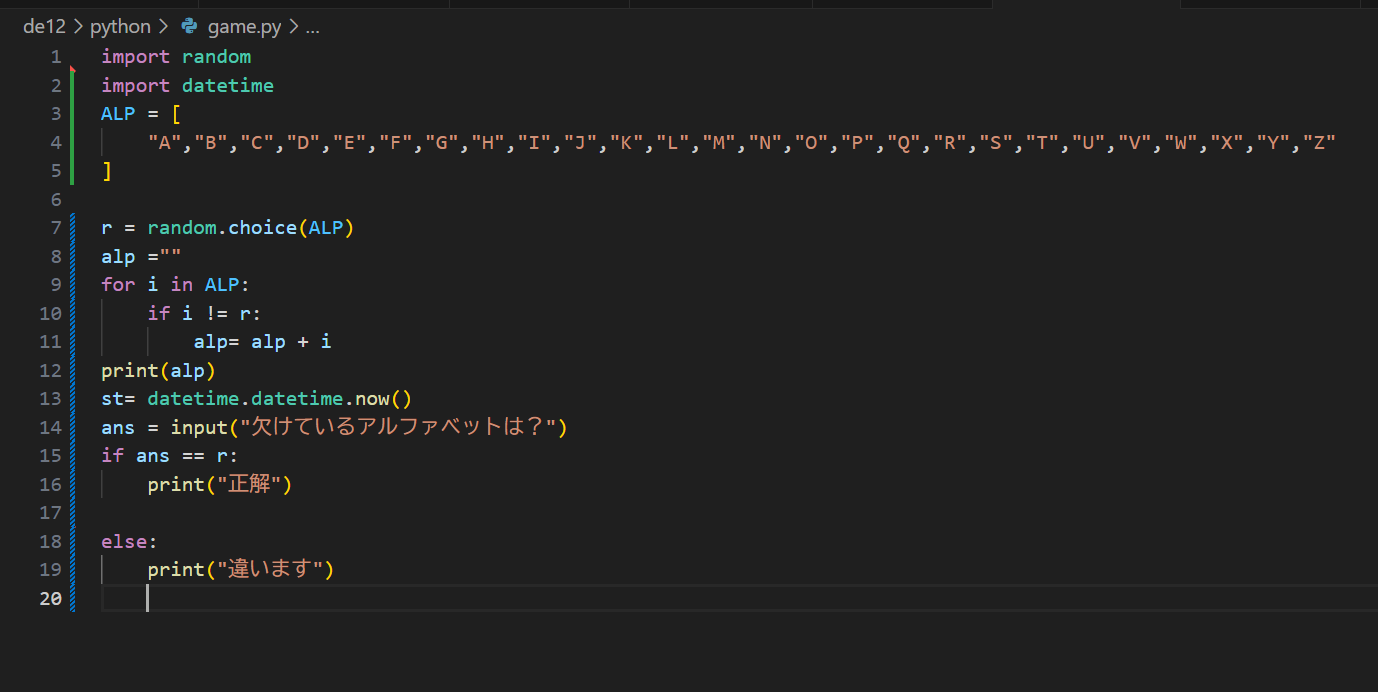 de12 > python > game.py > ...
1 import random
2 import datetime
3 ALP = [
4     "A","B","C","D","E","F","G","H","I","J","K","L","M","N","O","P","Q","R","S","T","U","V","W","X","Y","Z"
5 ]
6
7 r = random.choice(ALP)
8 alp =""
9 for i in ALP:
10     if i != r:
11         alp= alp + i
12 print(alp)
13 st= datetime.datetime.now()
14 ans = input("欠けているアルファベットは？")
15 if ans == r:
16     print("正解")
17
18 else:
19     print("違います")
20